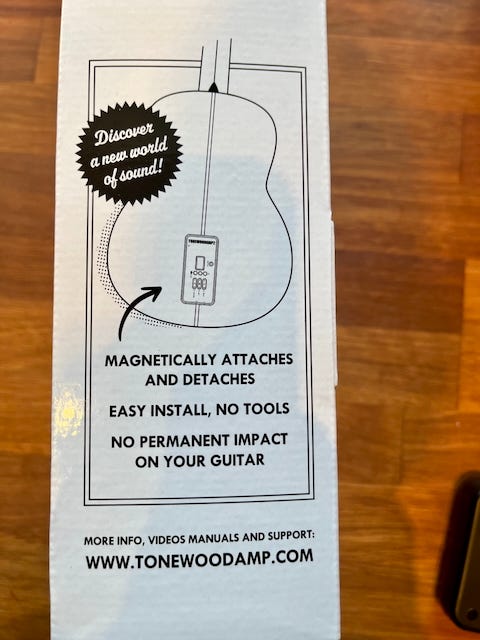 Discover
a new world
of sound!
TONEWOODAMP
MAGNETICALLY ATTACHES
AND DETACHES
EASY INSTALL, NO TOOLS
NO PERMANENT IMPACT
ON YOUR GUITAR
MORE INFO, VIDEOS MANUALS AND SUPPORT:
WWW.TONEWOODAMP.COM